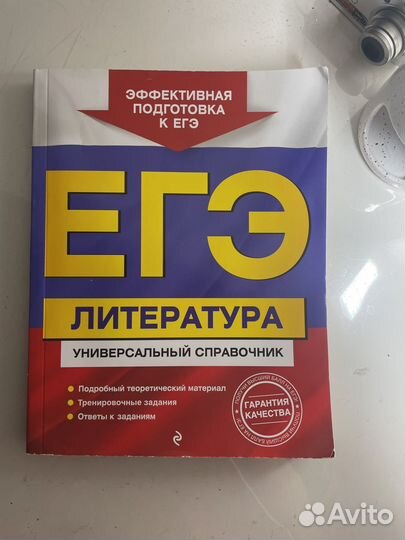 ЭФФЕКТИВНАЯ
ПОДГОТОВКА
К ЕГЭ
ЕГЭ
ЛИТЕРАТУРА
УНИВЕРСАЛЬНЫЙ СПРАВОЧНИК
Подробный теоретический материал
Тренировочные задания
Ответы к заданиям
ГАРАНТИЯ
КАЧЕСТВА
Avito